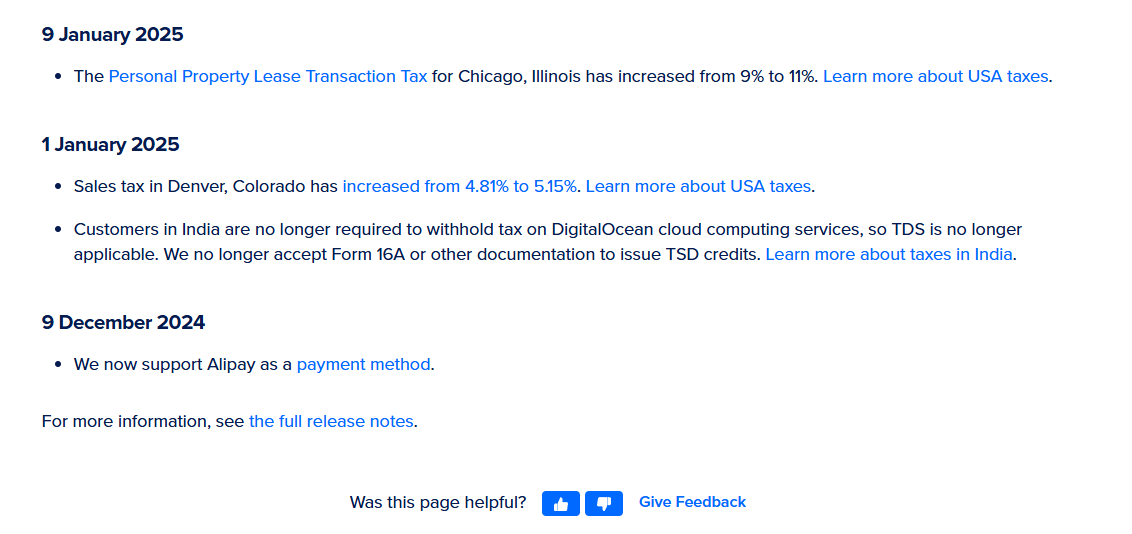 9 January 2025
• The Personal Property Lease Transaction Tax for Chicago, Illinois has increased from 9% to 11%. Learn more about USA taxes.
1 January 2025
• Sales tax in Denver, Colorado has increased from 4.81% to 5.15%. Learn more about USA taxes.
• Customers in India are no longer required to withhold tax on DigitalOcean cloud computing services, so TDS is no longer
applicable. We no longer accept Form 16A or other documentation to issue TSD credits. Learn more about taxes in India.
9 December 2024
• We now support Alipay as a payment method.
For more information, see the full release notes.
Was this page helpful? Give Feedback